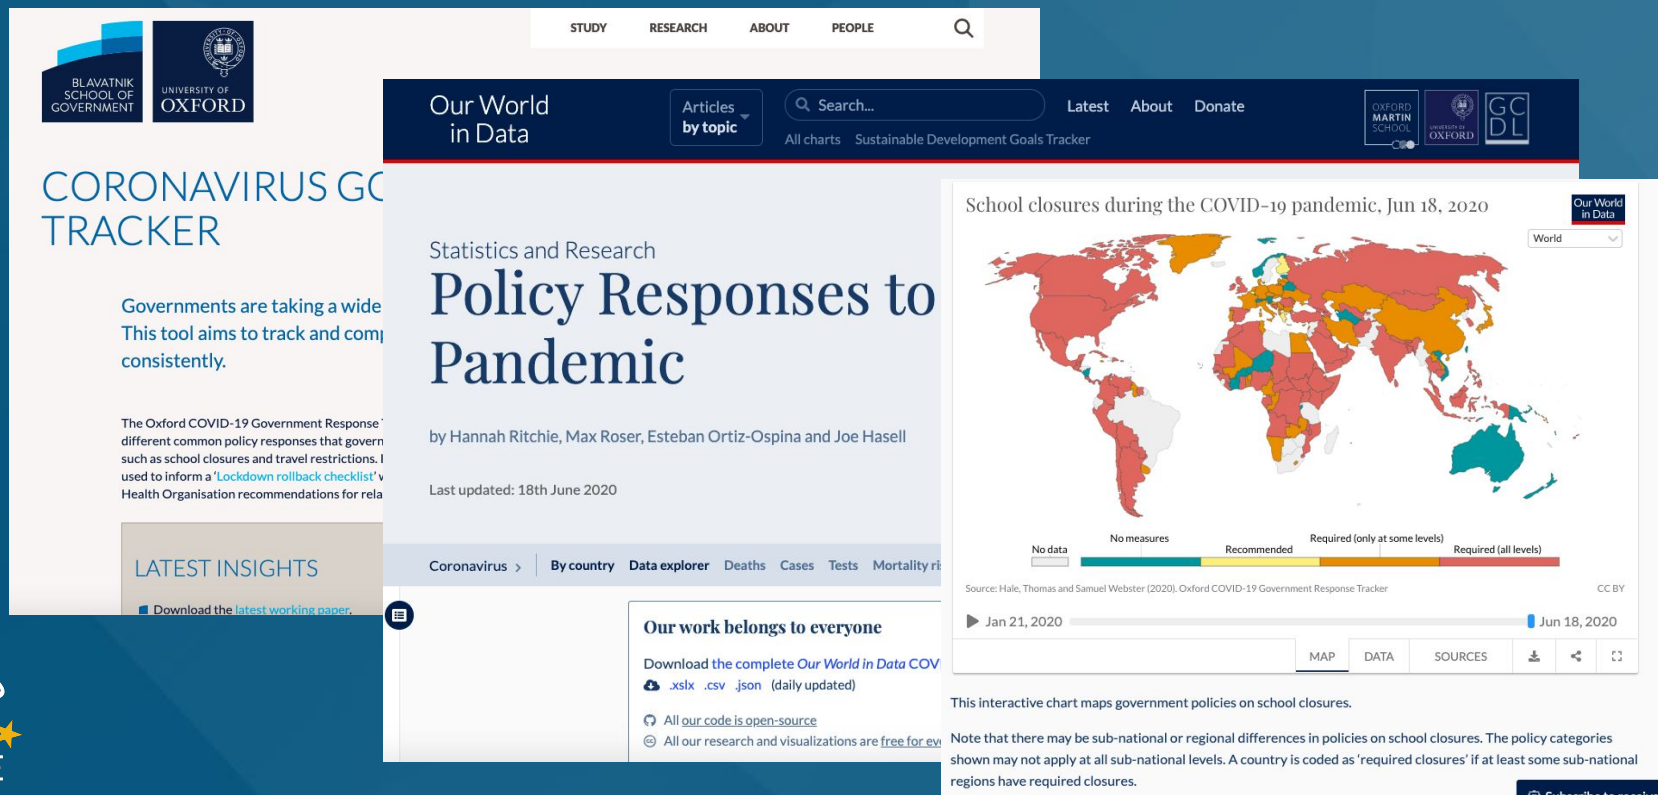 BLAVATNIK
SCHOOL OF
GOVERNMENT
UNIVERSITY OF
OXFORD
STUDY RESEARCH ABOUT PEOPLE
CORONAVIRUS GO
TRACKER
Governments are taking a wide
This tool aims to track and comp
consistently.
The Oxford COVID-19 Government Response
different common policy responses that govern
such as school closures and travel restrictions.
used to inform a 'Lockdown rollback checklist'
Health Organisation recommendations for rela
LATEST INSIGHTS
Download the latest working paper.
Our World
in Data
Articles
by topic
Search...
Latest About Donate
All charts Sustainable Development Goals Tracker
OXFORD
MARTIN
SCHOOL
UNIVERSITY OF
OXFORD
GC
DL
Statistics and Research
Policy Responses to
Pandemic
by Hannah Ritchie, Max Roser, Esteban Ortiz-Ospina and Joe Hasell
Last updated: 18th June 2020
Coronavirus > By country Data explorer Deaths Cases Tests Mortality ri
Our work belongs to everyone
Download the complete Our World in Data COV
.xslx .csv .json (daily updated)
All our code is open-source
All our research and visualizations are free for eve
School closures during the COVID-19 pandemic, Jun 18, 2020
Our World
in Data
World
No data
No measures
Recommended
Required (only at some levels)
Required (all levels)
Source: Hale, Thomas and Samuel Webster (2020). Oxford COVID-19 Government Response Tracker
CC BY
Jan 21, 2020
Jun 18, 2020
MAP DATA SOURCES
This interactive chart maps government policies on school closures.
Note that there may be sub-national or regional differences in policies on school closures. The policy categories
shown may not apply at all sub-national levels. A country is coded as 'required closures' if at least some sub-national
regions have required closures.